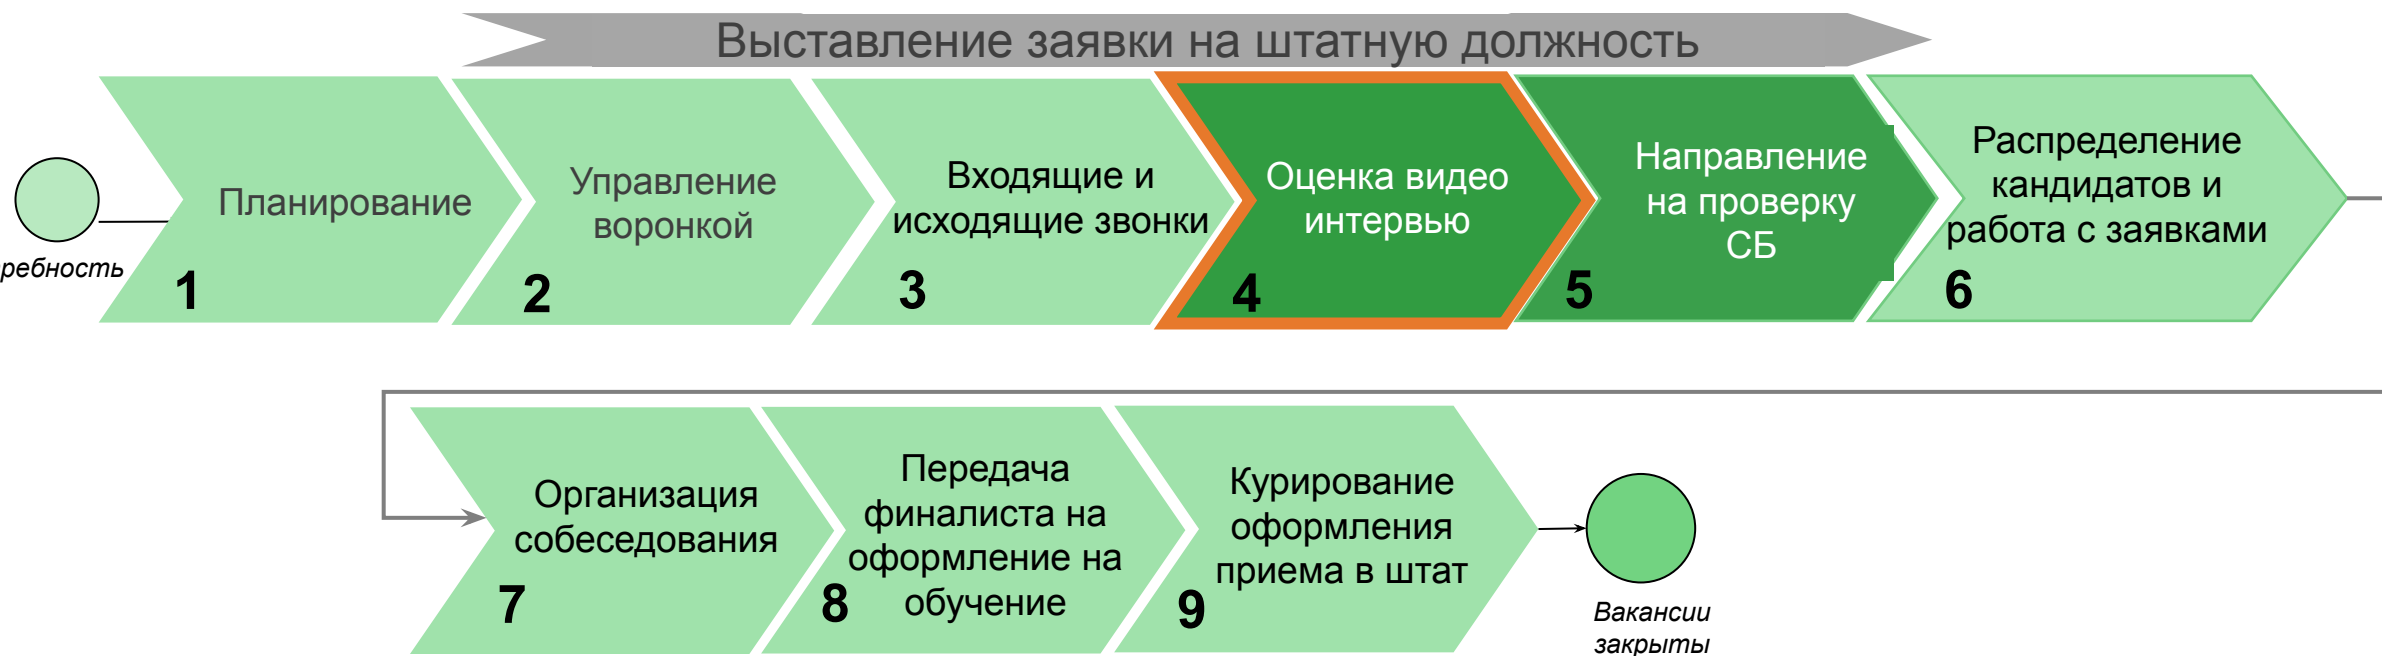 Выставление заявки на штатную должность
Планирование
1
Управление
воронкой
2
Входящие и
исходящие звонки
3
Оценка видео
интервью
4
Направление
на проверку
СБ
5
Распределение
кандидатов и
работа с заявками
6
ребность
Организация
собеседования
7
Передача
финалиста на
оформление на
обучение
8
Курирование
оформления
приема в штат
9
Вакансии
закрыты